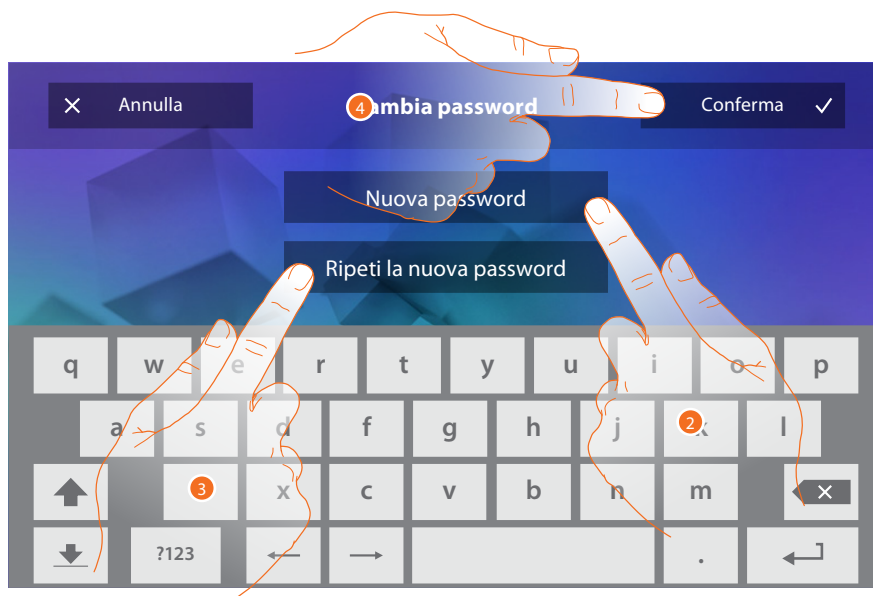 Annulla
4 ambia password
Conferma
Nuova password
Ripeti la nuova password
q w e r t y u i o p
a s d f g h j 2 k l
3 x c v b n m
?123 .